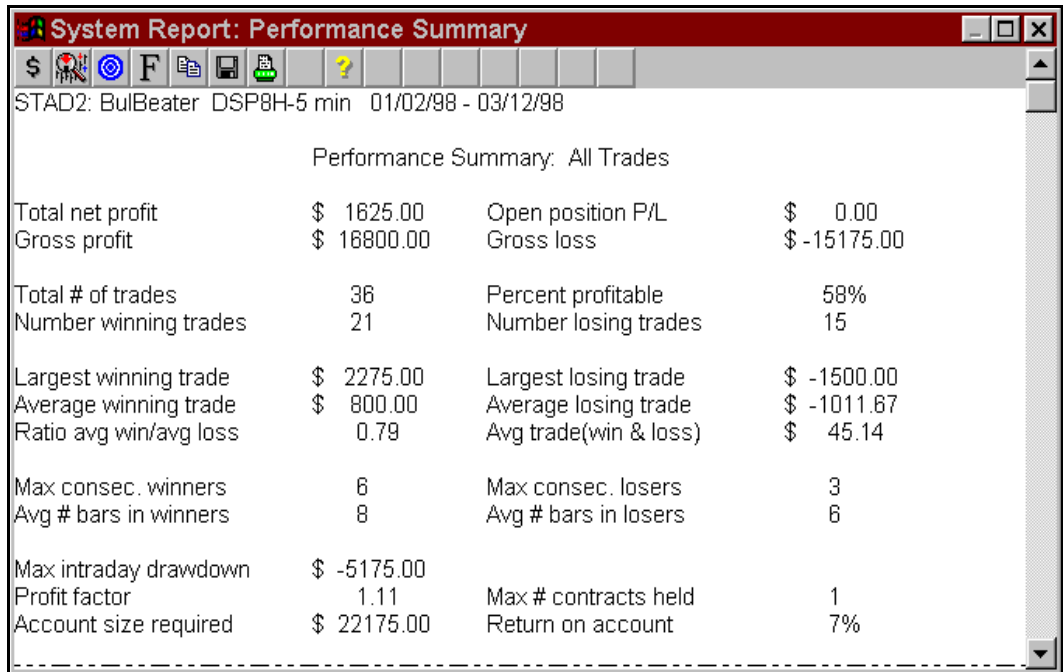 System Report: Performance Summary
$ F ?
STAD2: BulBeater DSP8H-5 min 01/02/98 - 03/12/98
Performance Summary: All Trades
Total net profit $ 1625.00 Open position P/L $ 0.00
Gross profit $ 16800.00 Gross loss $ -15175.00
Total # of trades 36 Percent profitable 58%
Number winning trades 21 Number losing trades 15
Largest winning trade $ 2275.00 Largest losing trade $ -1500.00
Average winning trade $ 800.00 Average losing trade $ -1011.67
Ratio avg win/avg loss 0.79 Avg trade(win & loss) $ 45.14
Max consec. winners 6 Max consec. losers 3
Avg # bars in winners 8 Avg # bars in losers 6
Max intraday drawdown $ -5175.00
Profit factor 1.11 Max # contracts held 1
Account size required $ 22175.00 Return on account 7%